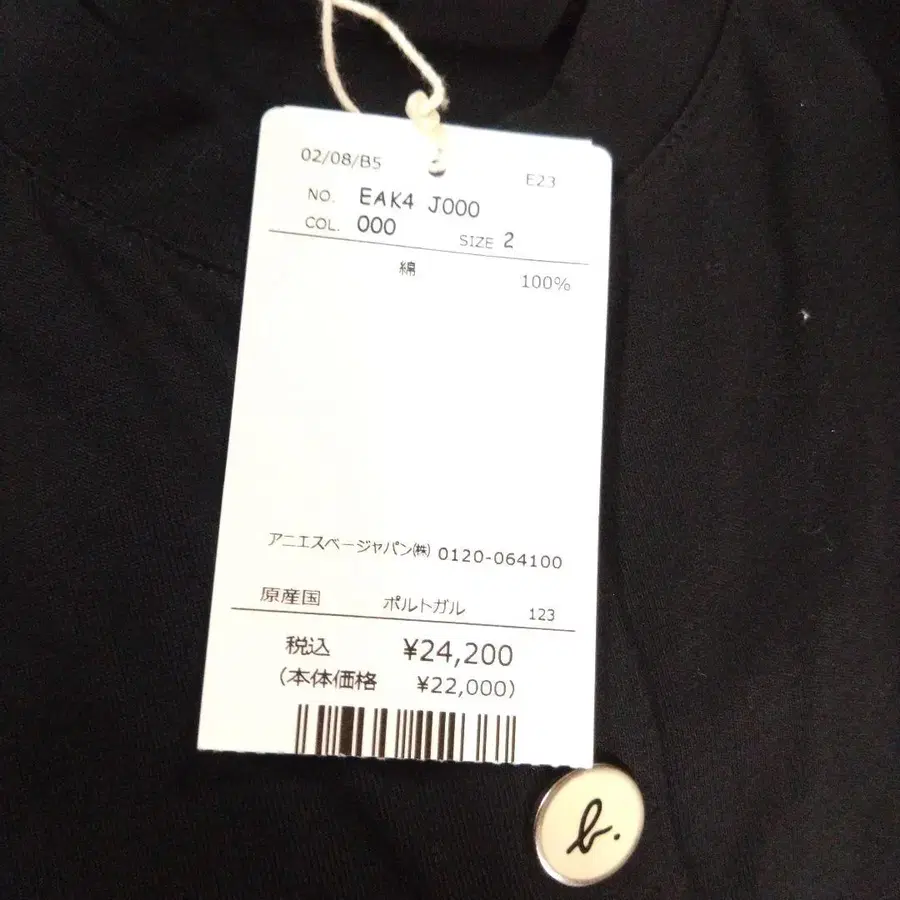 02/08/B5
E23
NO. EAK4 J000
COL. 000 SIZE 2
綿 100%
アニエスベージャパン㈱ 0120-064100
原産国 ポルトガル 123
税込 ¥24,200
(本体価格 ¥22,000)
b.